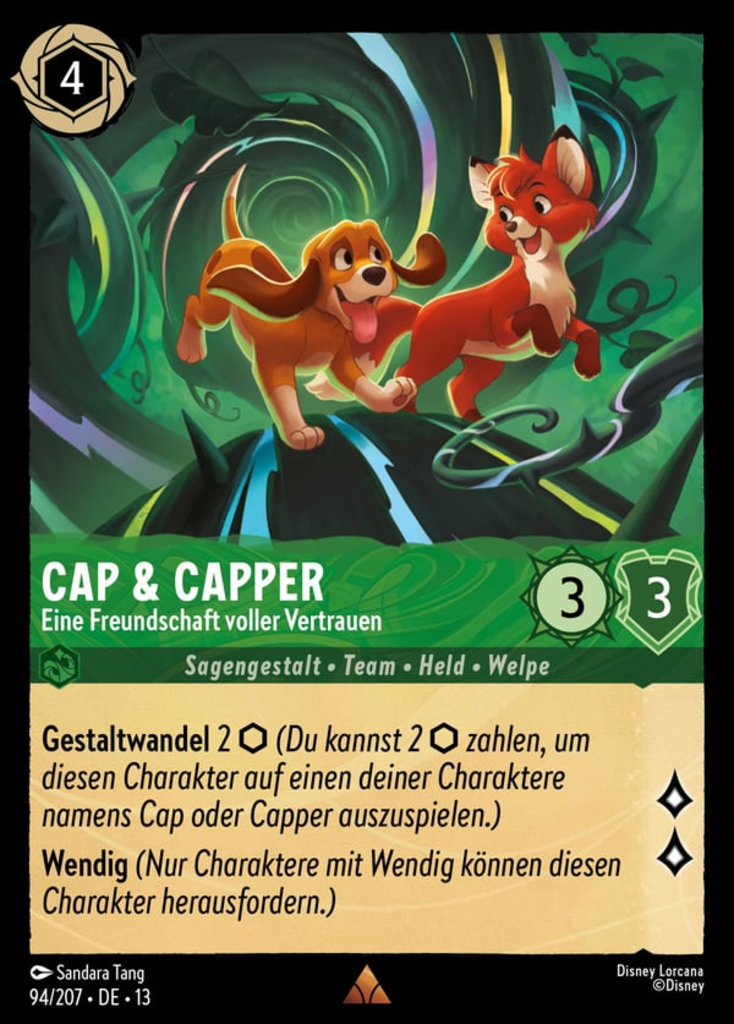 4
CAP & CAPPER
Eine Freundschaft voller Vertrauen
3
3
Sagengestalt • Team • Held • Welpe
Gestaltwandel 2 ⬡ (Du kannst 2 ⬡ zahlen, um
diesen Charakter auf einen deiner Charaktere
namens Cap oder Capper auszuspielen.)
Wendig (Nur Charaktere mit Wendig können diesen
Charakter herausfordern.)
Sandara Tang
94/207 • DE • 13
Disney Lorcana
©Disney